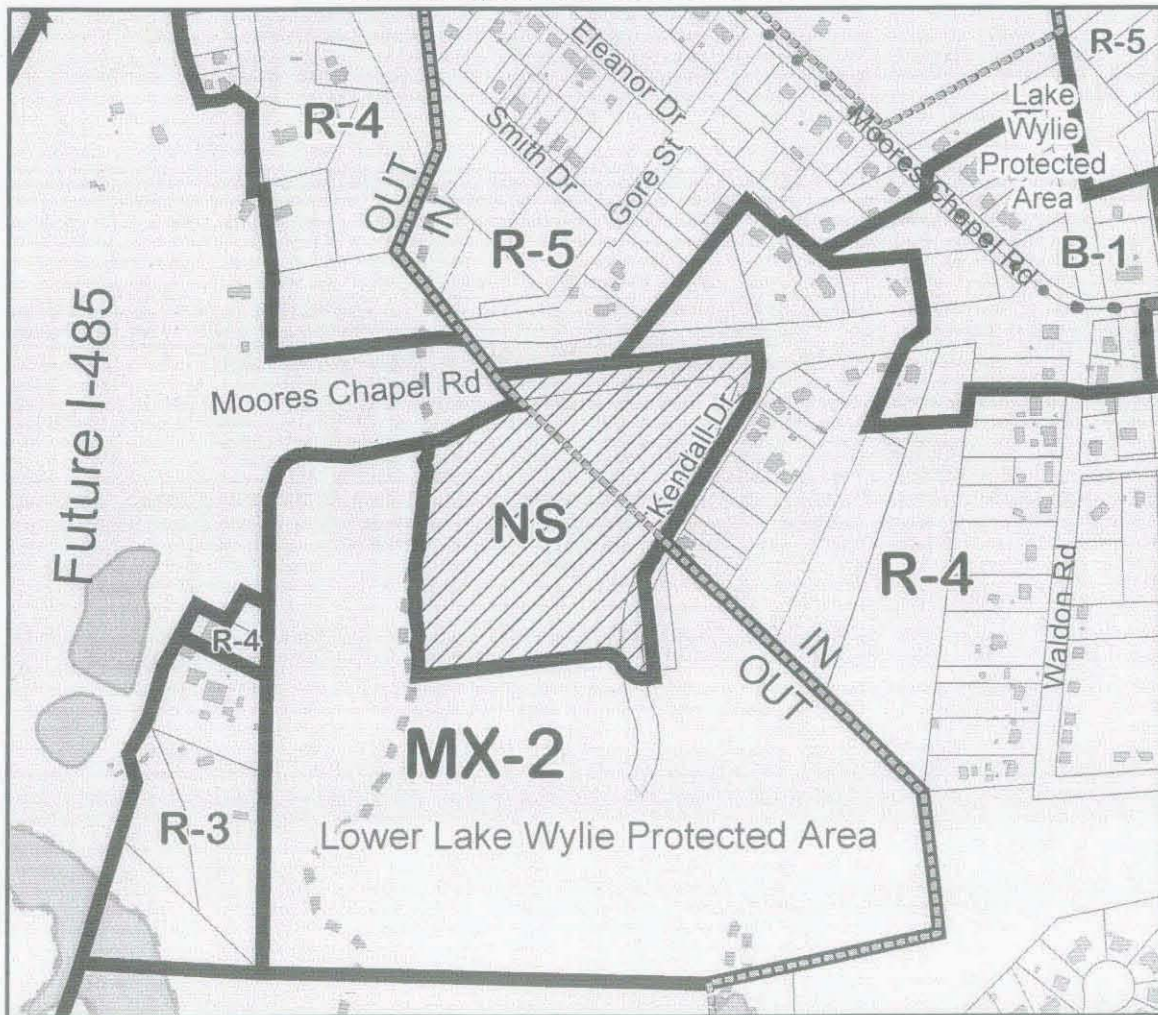 R-5
Eleanor Dr
R-4
Smith Dr
Gore St
Moores Chapel Rd
Lake
Wylie
Protected
Area
OUT
IN
R-5
B-1
Future I-485
Moores Chapel Rd
Kendall Dr
NS
R-4
Waldon Rd
R-4
IN
OUT
MX-2
R-3
Lower Lake Wylie Protected Area